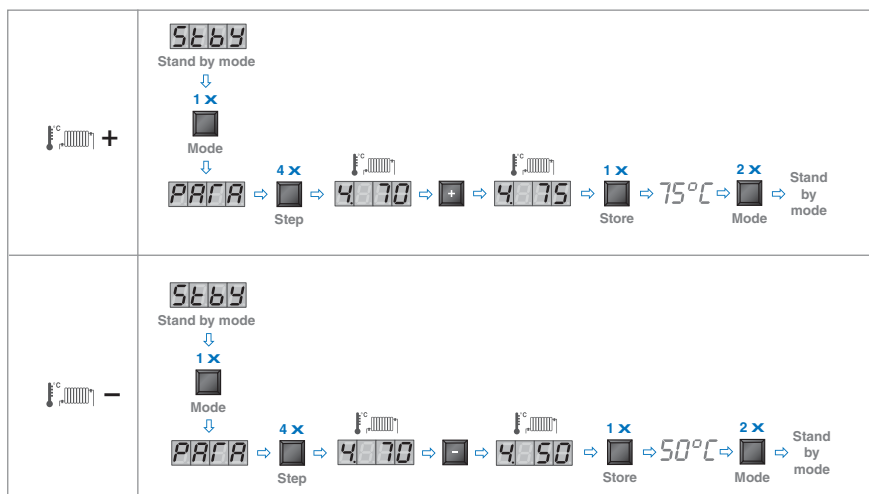 Stby
Stand by mode
1 X
Mode
°C
+
PARA
4 X
Step
°C
4. 70
+
°C
4. 75
1 X
Store
75°C
2 X
Mode
Stand
by
mode
Stby
Stand by mode
1 X
Mode
°C
−
PARA
4 X
Step
°C
4. 70
-
°C
4. 50
1 X
Store
50°C
2 X
Mode
Stand
by
mode